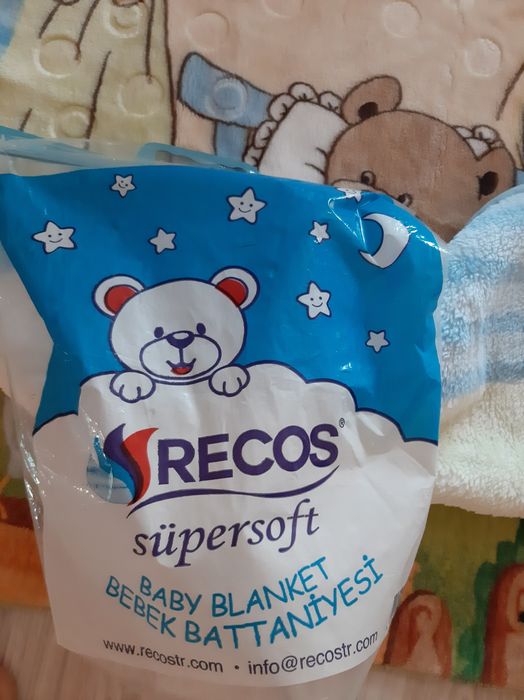 RECOS®
süpersoft
BABY BLANKET
BEBEK BATTANİYESİ
www.recostr.com • info@recostr.com